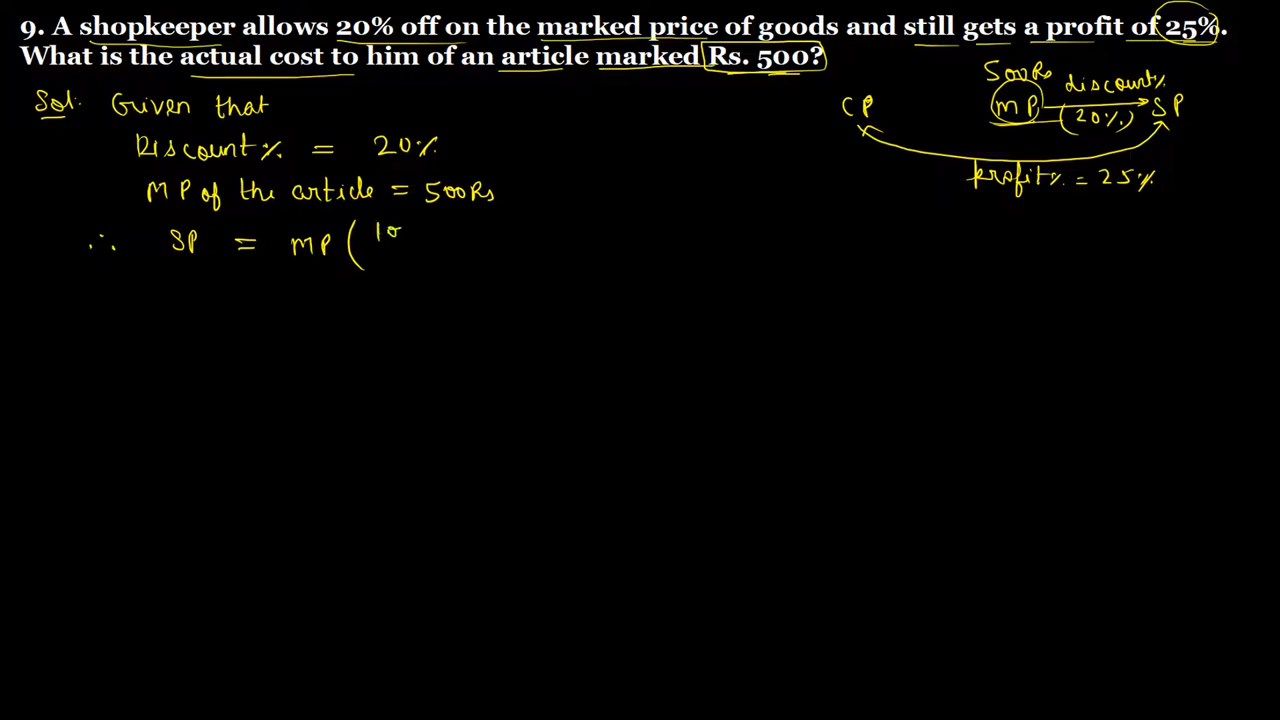 9. A shopkeeper allows 20% off on the marked price of goods and still gets a profit of 25%.
What is the actual cost to him of an article marked Rs. 500?
Sol: Given that
Discount% = 20%
MP of the article = 500Rs
∴ SP = MP ( 10
500Rs
CP MP discount% SP
(20%)
profit% = 25%